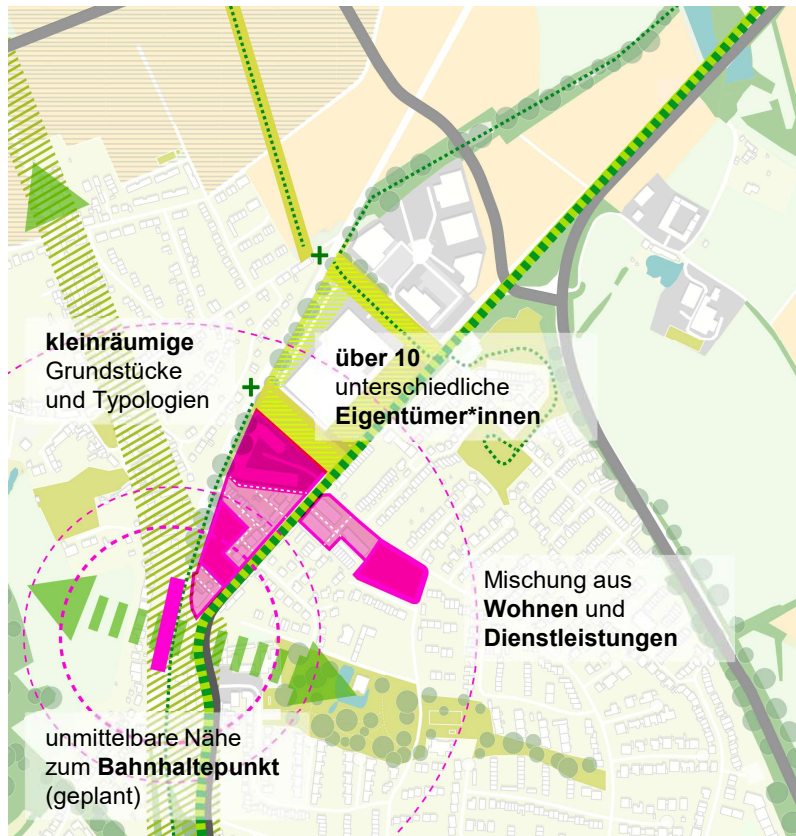 kleinräumige
Grundstücke
und Typologien
über 10
unterschiedliche
Eigentümer*innen
Mischung aus
Wohnen und
Dienstleistungen
unmittelbare Nähe
zum Bahnhaltepunkt
(geplant)